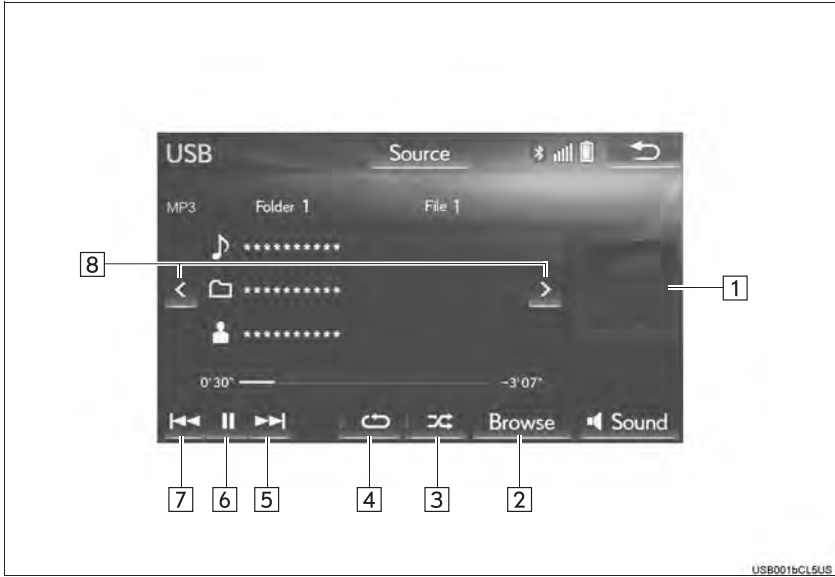 USB Source
MP3 Folder 1 File 1
**********
8
< ********** >
1
**********
0'30" -3'07"
Browse Sound
7 6 5 4 3 2
USB001bCL5US